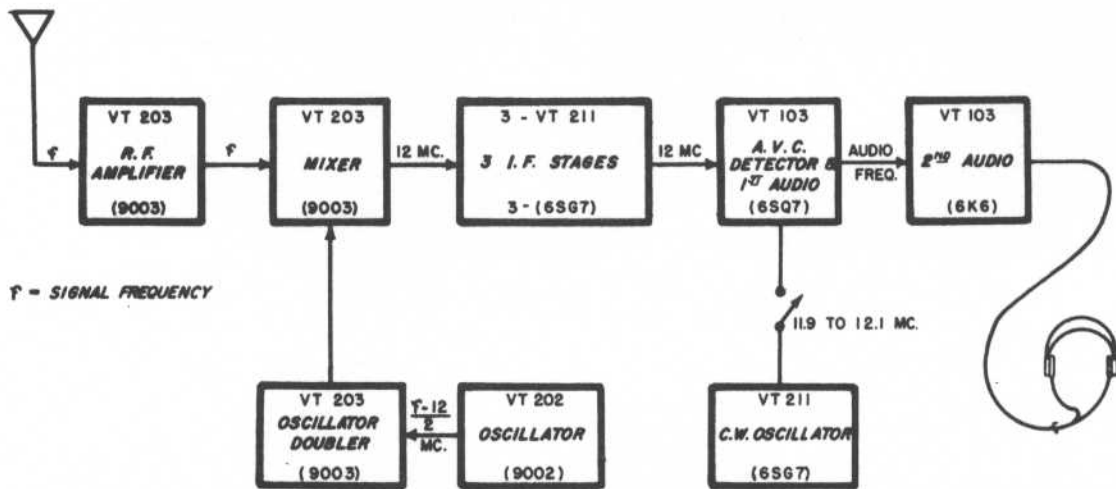 VT 203
R.F.
AMPLIFIER
(9003)
VT 203
MIXER
(9003)
3 - VT 211
3 I.F. STAGES
3 - (6SG7)
VT 103
A.V.C.
DETECTOR &
1ST AUDIO
(6SQ7)
VT 103
2ND AUDIO
(6K6)
F
F
12 MC.
12 MC
AUDIO
FREQ.
F = SIGNAL FREQUENCY
11.9 TO 12.1 MC.
VT 203
OSCILLATOR
DOUBLER
(9003)
F-12
2
MC.
VT 202
OSCILLATOR
(9002)
VT 211
C.W. OSCILLATOR
(6SG7)